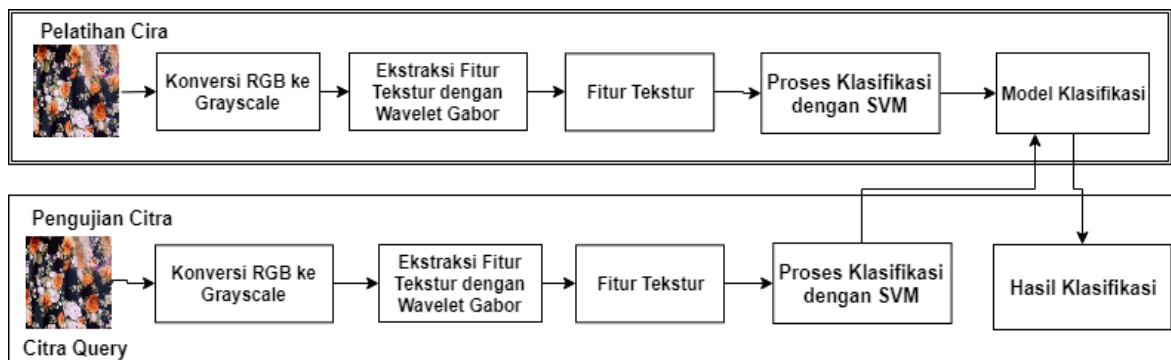 Pelatihan Cira
Konversi RGB ke
Grayscale
Ekstraksi Fitur
Tekstur dengan
Wavelet Gabor
Fitur Tekstur
Proses Klasifikasi
dengan SVM
Model Klasifikasi
Pengujian Citra
Konversi RGB ke
Grayscale
Ekstraksi Fitur
Tekstur dengan
Wavelet Gabor
Fitur Tekstur
Proses Klasifikasi
dengan SVM
Hasil Klasifikasi
Citra Query